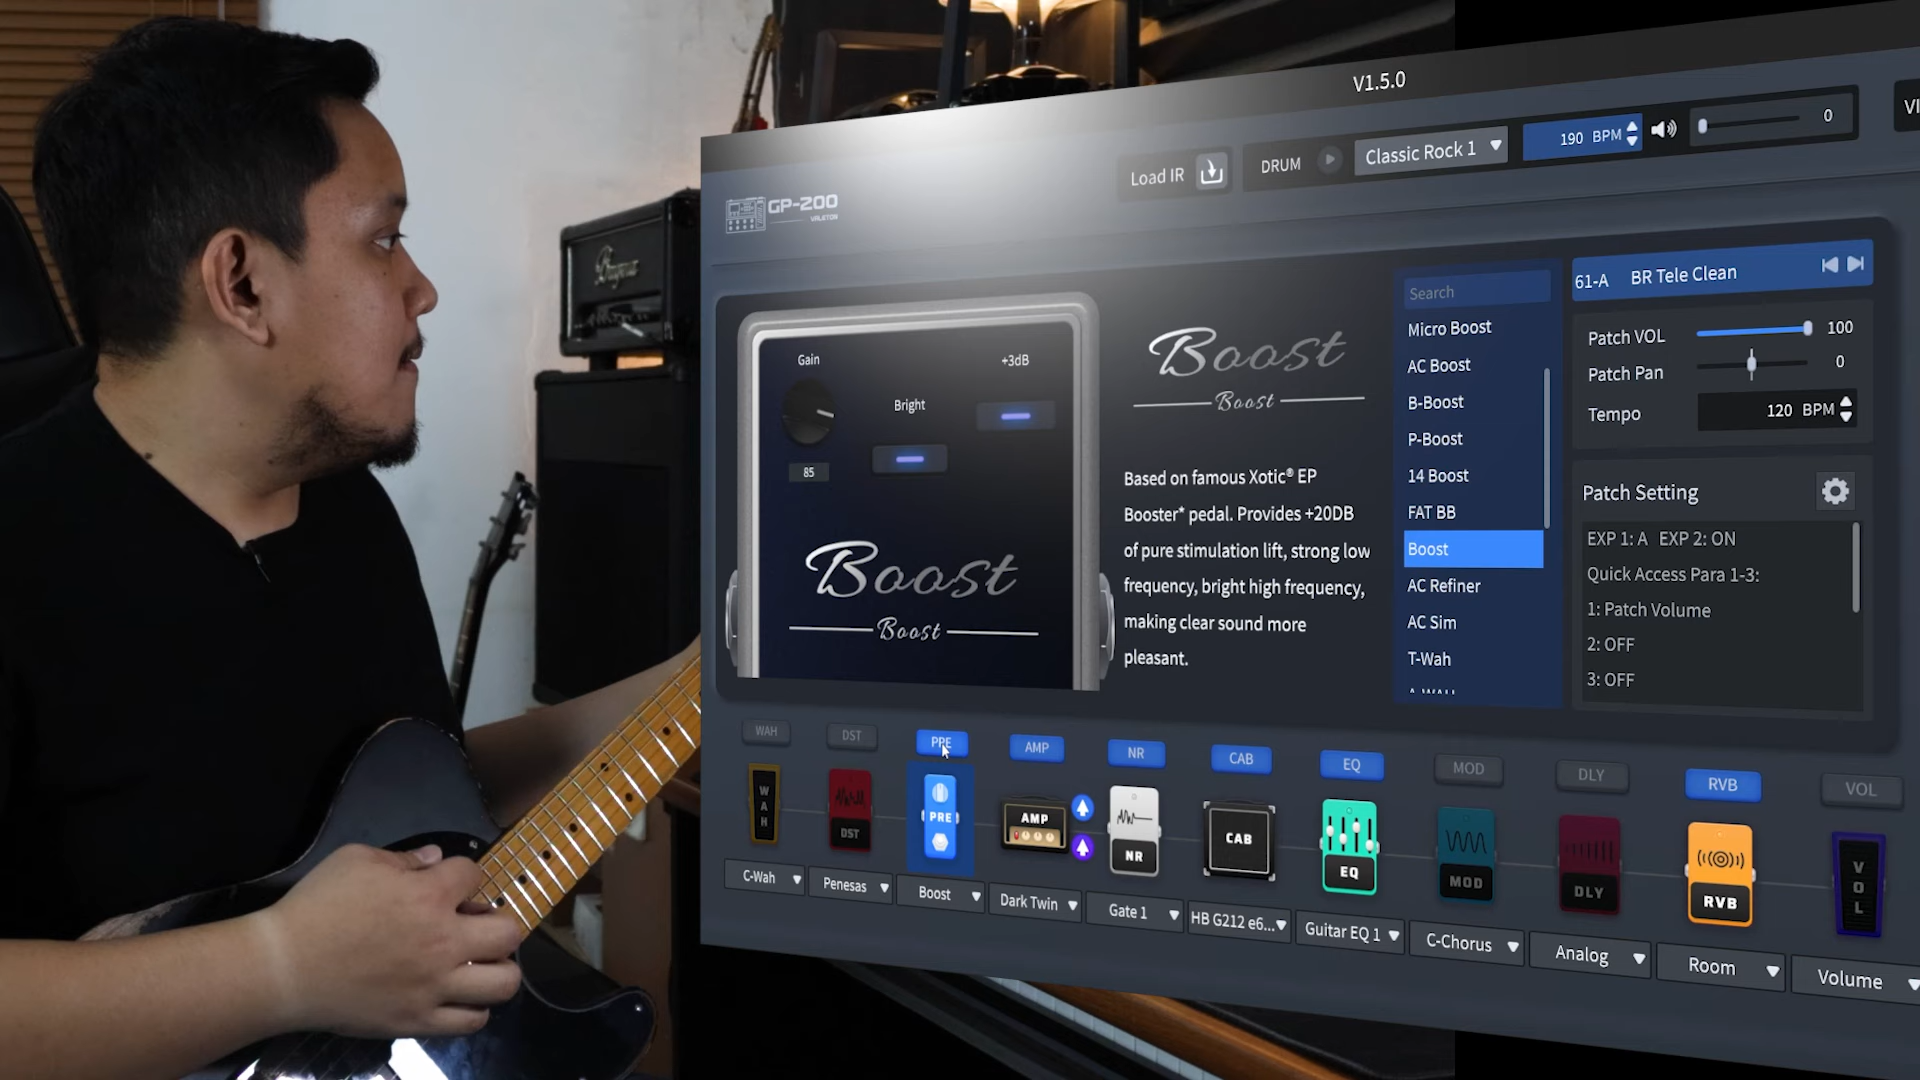 V1.5.0
GP-200
VALETON
Load IR
DRUM
Classic Rock 1
190 BPM
0
Gain
+3dB
Bright
85
Boost
Boost
Boost
Boost
Based on famous Xotic® EP
Booster* pedal. Provides +20DB
of pure stimulation lift, strong low
frequency, bright high frequency,
making clear sound more
pleasant.
Search
Micro Boost
AC Boost
B-Boost
P-Boost
14 Boost
FAT BB
Boost
AC Refiner
AC Sim
T-Wah
61-A BR Tele Clean
Patch VOL 100
Patch Pan 0
Tempo 120 BPM
Patch Setting
EXP 1: A EXP 2: ON
Quick Access Para 1-3:
1: Patch Volume
2: OFF
3: OFF
WAH DST PRE AMP NR CAB EQ MOD DLY RVB VOL
WAH DST PRE AMP NR CAB EQ MOD DLY RVB VOL
C-Wah Penesas Boost Dark Twin Gate 1 HB G212 e6... Guitar EQ 1 C-Chorus Analog Room Volume